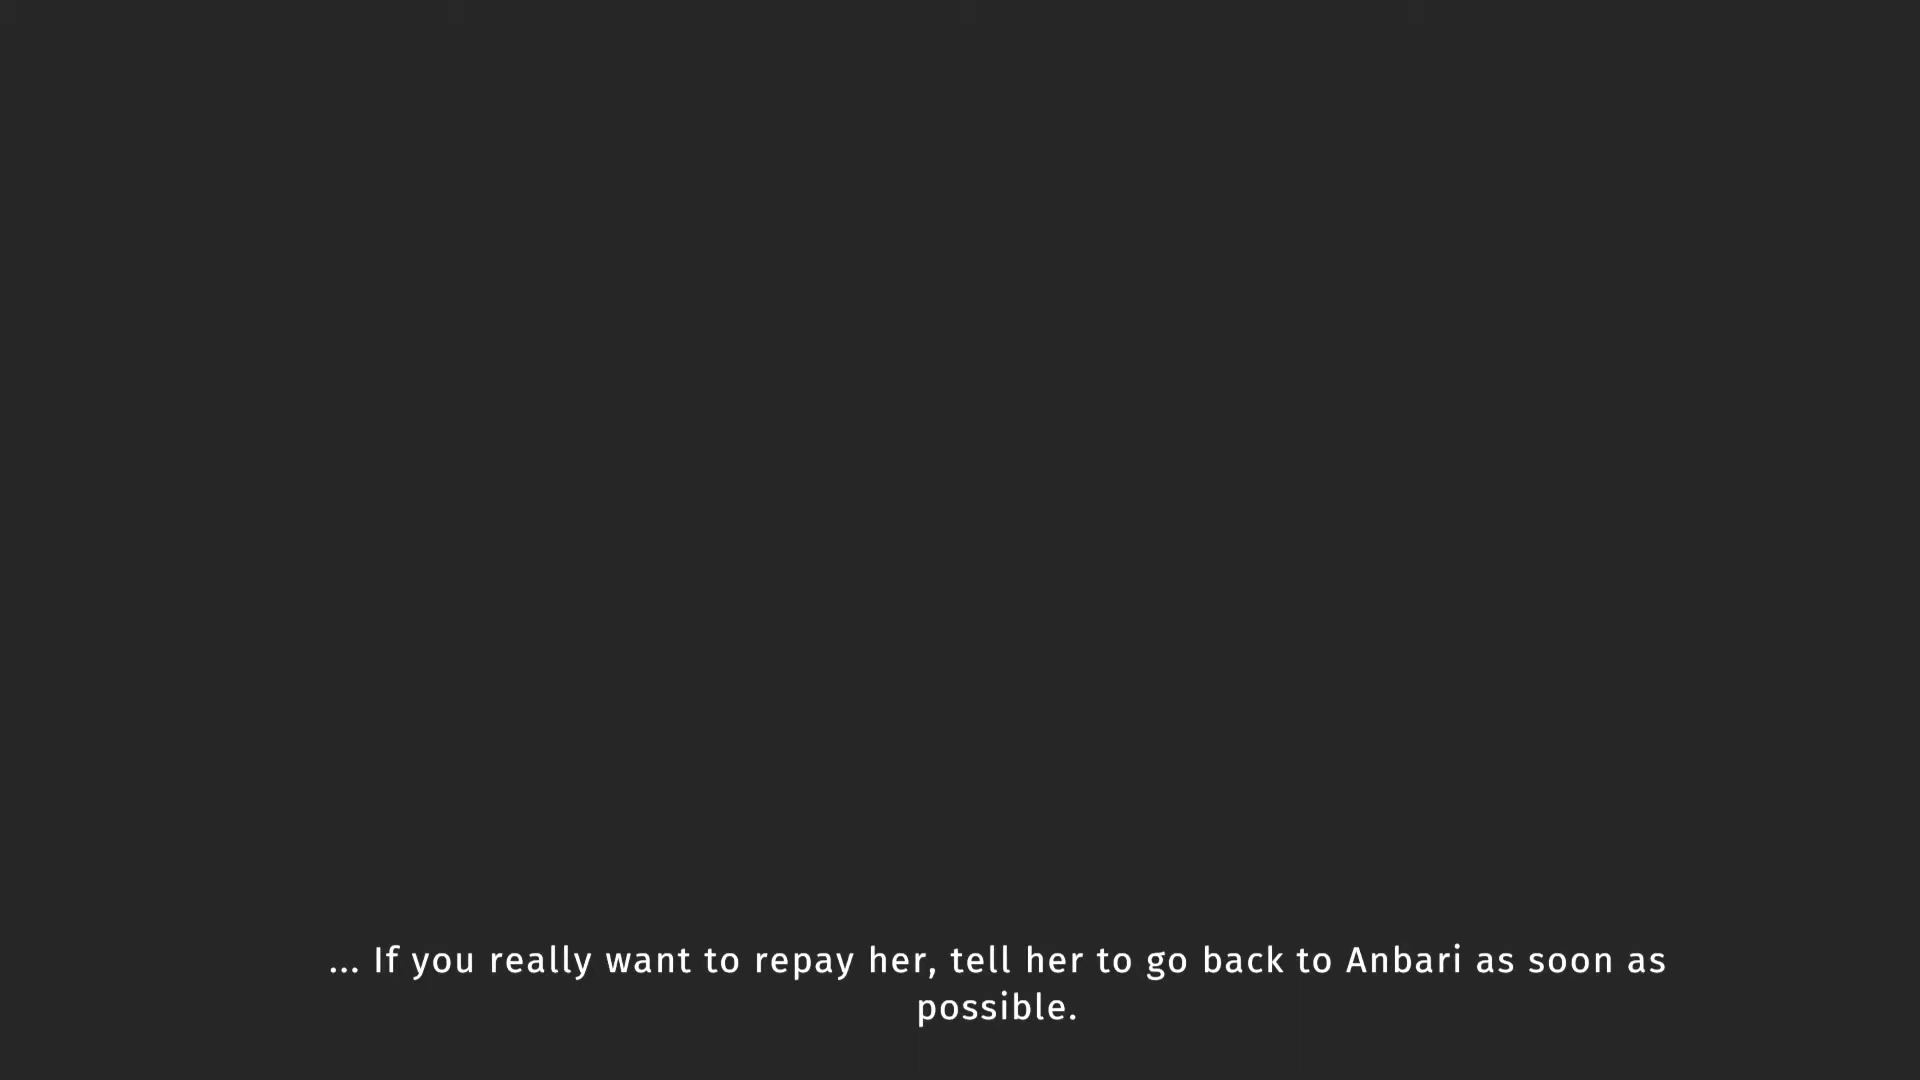 ... If you really want to repay her, tell her to go back to Anbari as soon as
possible.